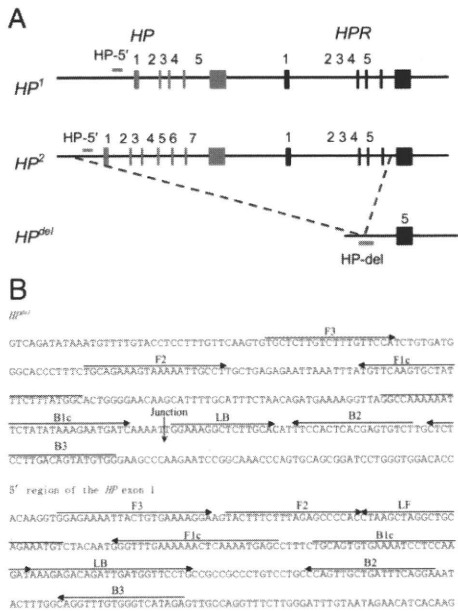 A
HP HPR
HP-5' 1 2 3 4 5 1 2 3 4 5
HP1
HP-5' 1 2 3 4 5 6 7 1 2 3 4 5
HP2
5
HPdel
HP-del
B
HPdel
F3
GTCAGATATAAATGTTTTGTACCTCCTTTGTTCAAGTGTGCTCTTGTCTTTGTTCCATCTGTGATG
F2 F1c
GGCACCCTTTCTGCAGAAAGTAAAAATTGCCTTGCTGAGAGAATTAAATTTATGTTCAAGTGCTAT
TTCTTTATGGCACTGGGGAACAAGCATTTTGCATTTCTAACAGATGAAAAGGTTAGGCCAAAAAAT
B1c Junction LB B2
TCTATATAAAGAATGATCAAAATTGGAAAGGCTCTTGCACATTTCCACTCACGAGTGTCTTGCTCT
B3
CCTTGACAGTATGTGGGAAGCCCAAGAATCCGGCAAACCCAGTGCAGCGGATCCTGGGTGGACACC
5' region of the HP exon 1
F3 F2 LF
ACAAGGTGGAGAAAATTACTGTGAAAAGGAAGTACTTTCTTTAGAGCCCCACCTAAGCTAGGCTGC
F1c B1c
AGAAATGTCTACAATGGGTTTGAAAAAACTCAAAATGAGCCTTTCTGCAGTGTGAAAATCCTCCAA
LB B2
GATAAAGAGACAGATTGATGGTTCCTGCCGCCGCCCTGTCCTGCCCAGTTGCTGATTTCAGGAAAT
B3
ACTTTGGCAGGTTTGTGGGTCATAGAGTTGCCAGGTTTCTTGGGATTTGTAATAGAACATCACAAG